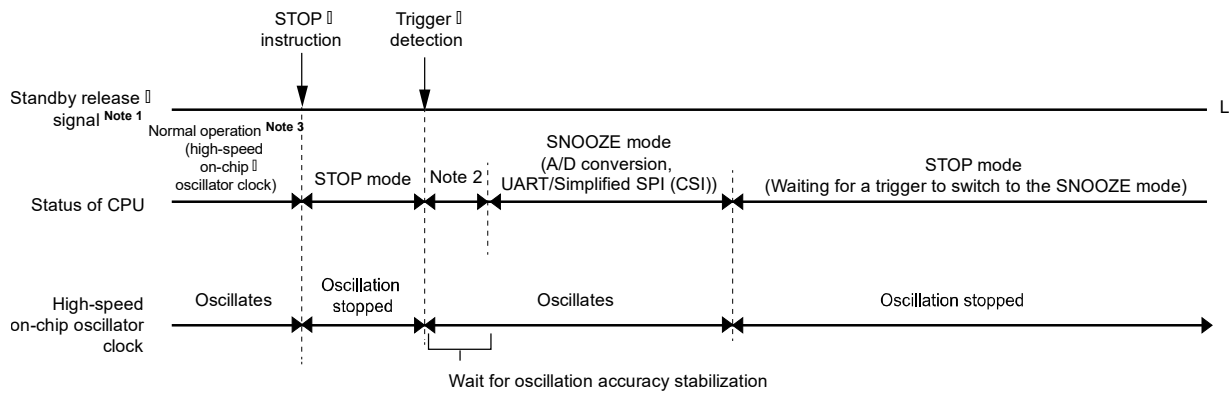 STOP
instruction
Trigger
detection
Standby release
signal Note 1
L
Normal operation Note 3
(high-speed
on-chip
oscillator clock)
STOP mode
Note 2
SNOOZE mode
(A/D conversion,
UART/Simplified SPI (CSI))
STOP mode
(Waiting for a trigger to switch to the SNOOZE mode)
Status of CPU
Oscillates
Oscillation
stopped
Oscillates
Oscillation stopped
High-speed
on-chip oscillator
clock
Wait for oscillation accuracy stabilization